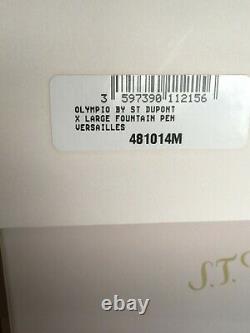 3 597390 112156
OLYMPIO BY ST DUPONT
X LARGE FOUNTAIN PEN
VERSAILLES
481014M
S.T.